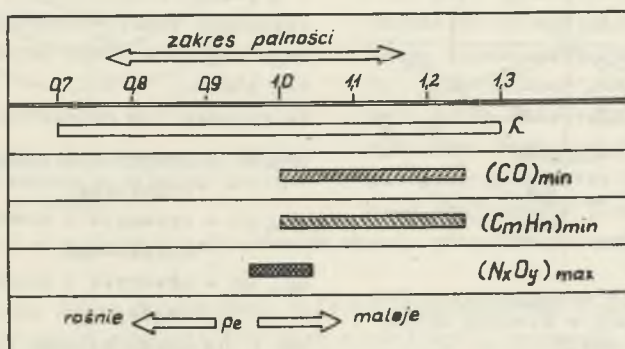 zakres palności
0,7 0,8 0,9 1,0 1,1 1,2 1,3
λ
(CO)min
(CmHn)min
(NxOy)max
rośnie pe maleje